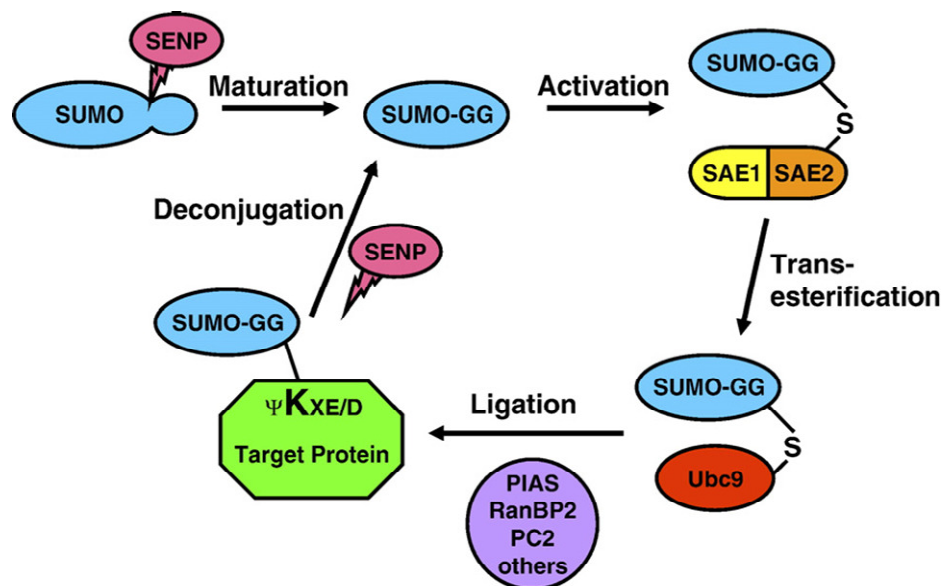 SENP
SUMO
Maturation
SUMO-GG
Activation
SUMO-GG
S
SAE1 SAE2
Deconjugation
SENP
Trans-
esterification
SUMO-GG
ΨKXE/D
Target Protein
Ligation
PIAS
RanBP2
PC2
others
SUMO-GG
S
Ubc9